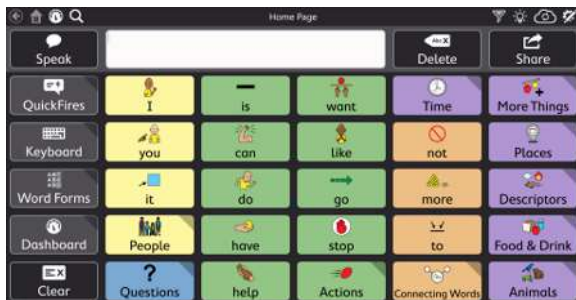 Home Page
Speak
Delete
Share
QuickFires
I
is
want
Time
More Things
Keyboard
you
can
like
not
Places
Word Forms
it
do
go
more
Descriptors
Dashboard
People
have
stop
to
Food & Drink
Clear
Questions
help
Actions
Connecting Words
Animals